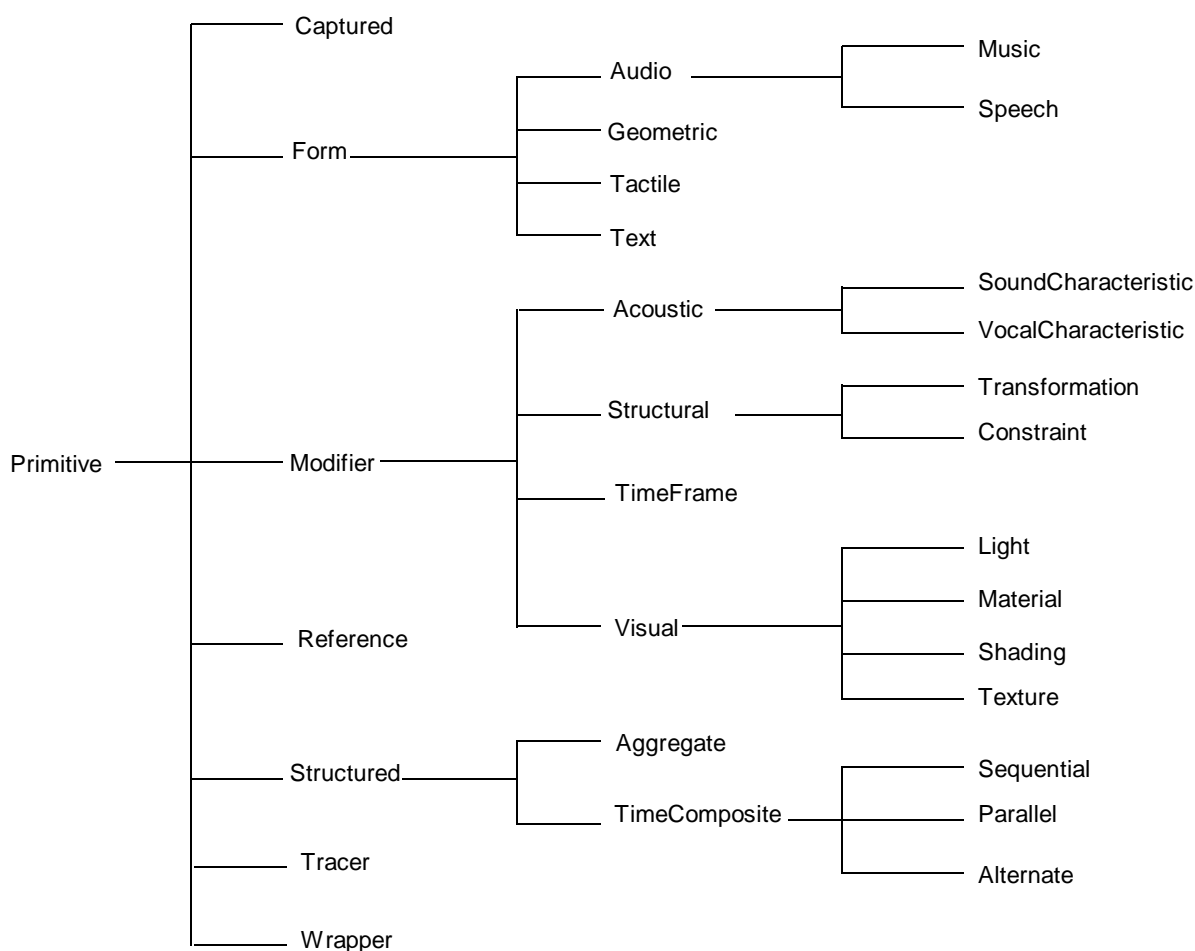 Primitive
Captured
Form
Audio
Music
Speech
Geometric
Tactile
Text
Modifier
Acoustic
SoundCharacteristic
VocalCharacteristic
Structural
Transformation
Constraint
TimeFrame
Visual
Light
Material
Shading
Texture
Reference
Structured
Aggregate
TimeComposite
Sequential
Parallel
Alternate
Tracer
Wrapper